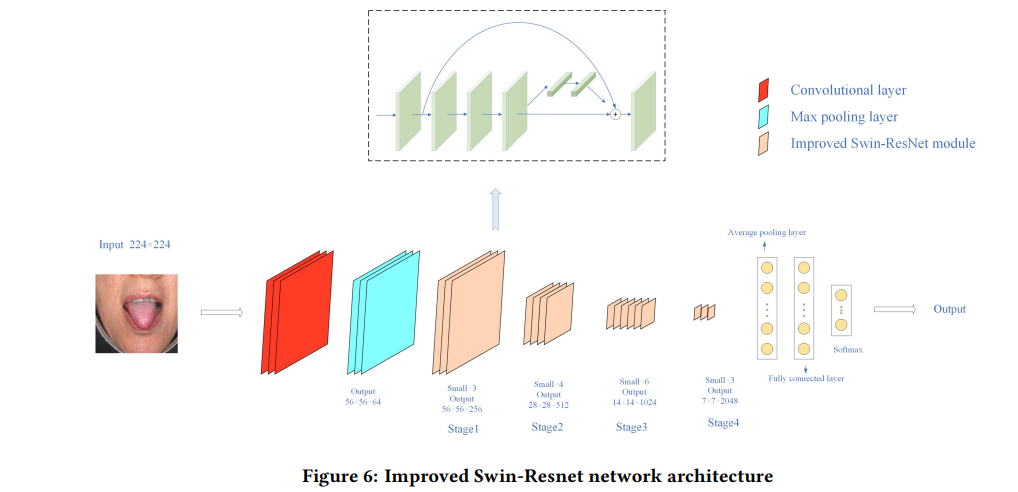 Convolutional layer
Max pooling layer
Improved Swin-ResNet module
Input 224×224
Average pooling layer
Output
Softmax
Fully connected layer
Output
56×56×64
Small×3
Output
56×56×256
Stage1
Small×4
Output
28×28×512
Stage2
Small×6
Output
14×14×1024
Stage3
Small×3
Output
7×7×2048
Stage4
Figure 6: Improved Swin-Resnet network architecture